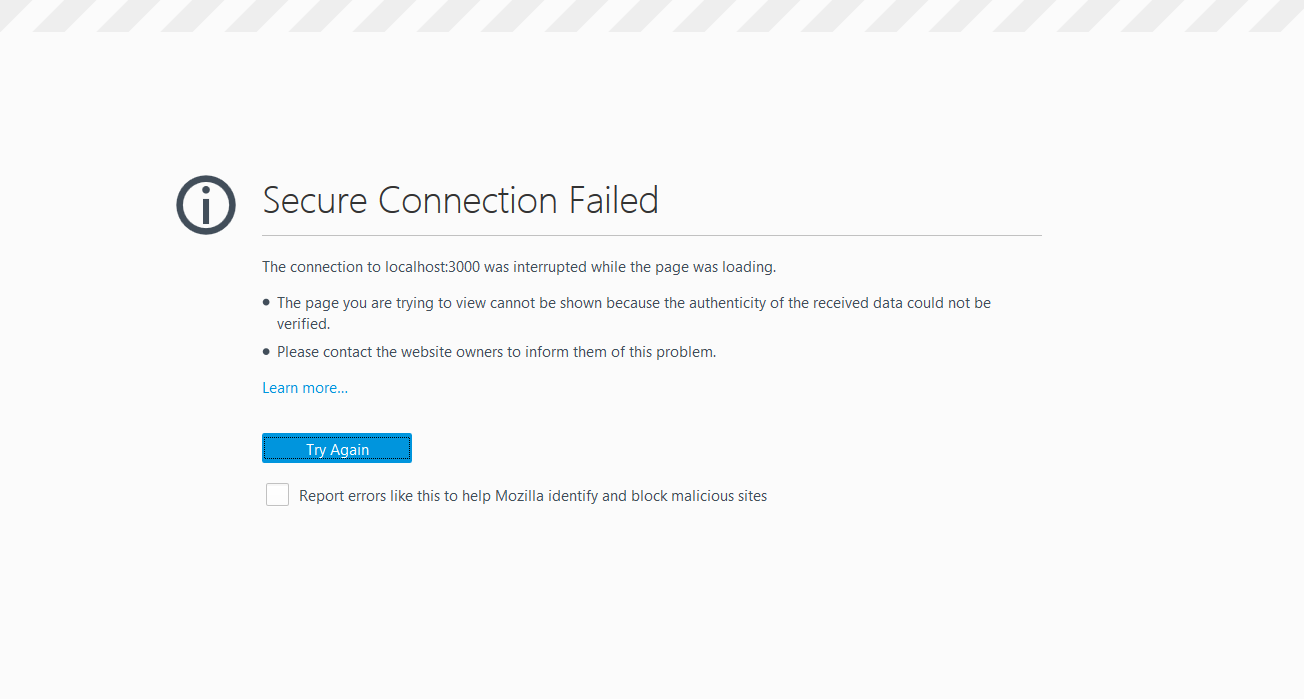 Secure Connection Failed
The connection to localhost:3000 was interrupted while the page was loading.
• The page you are trying to view cannot be shown because the authenticity of the received data could not be
verified.
• Please contact the website owners to inform them of this problem.
Learn more...
Try Again
Report errors like this to help Mozilla identify and block malicious sites